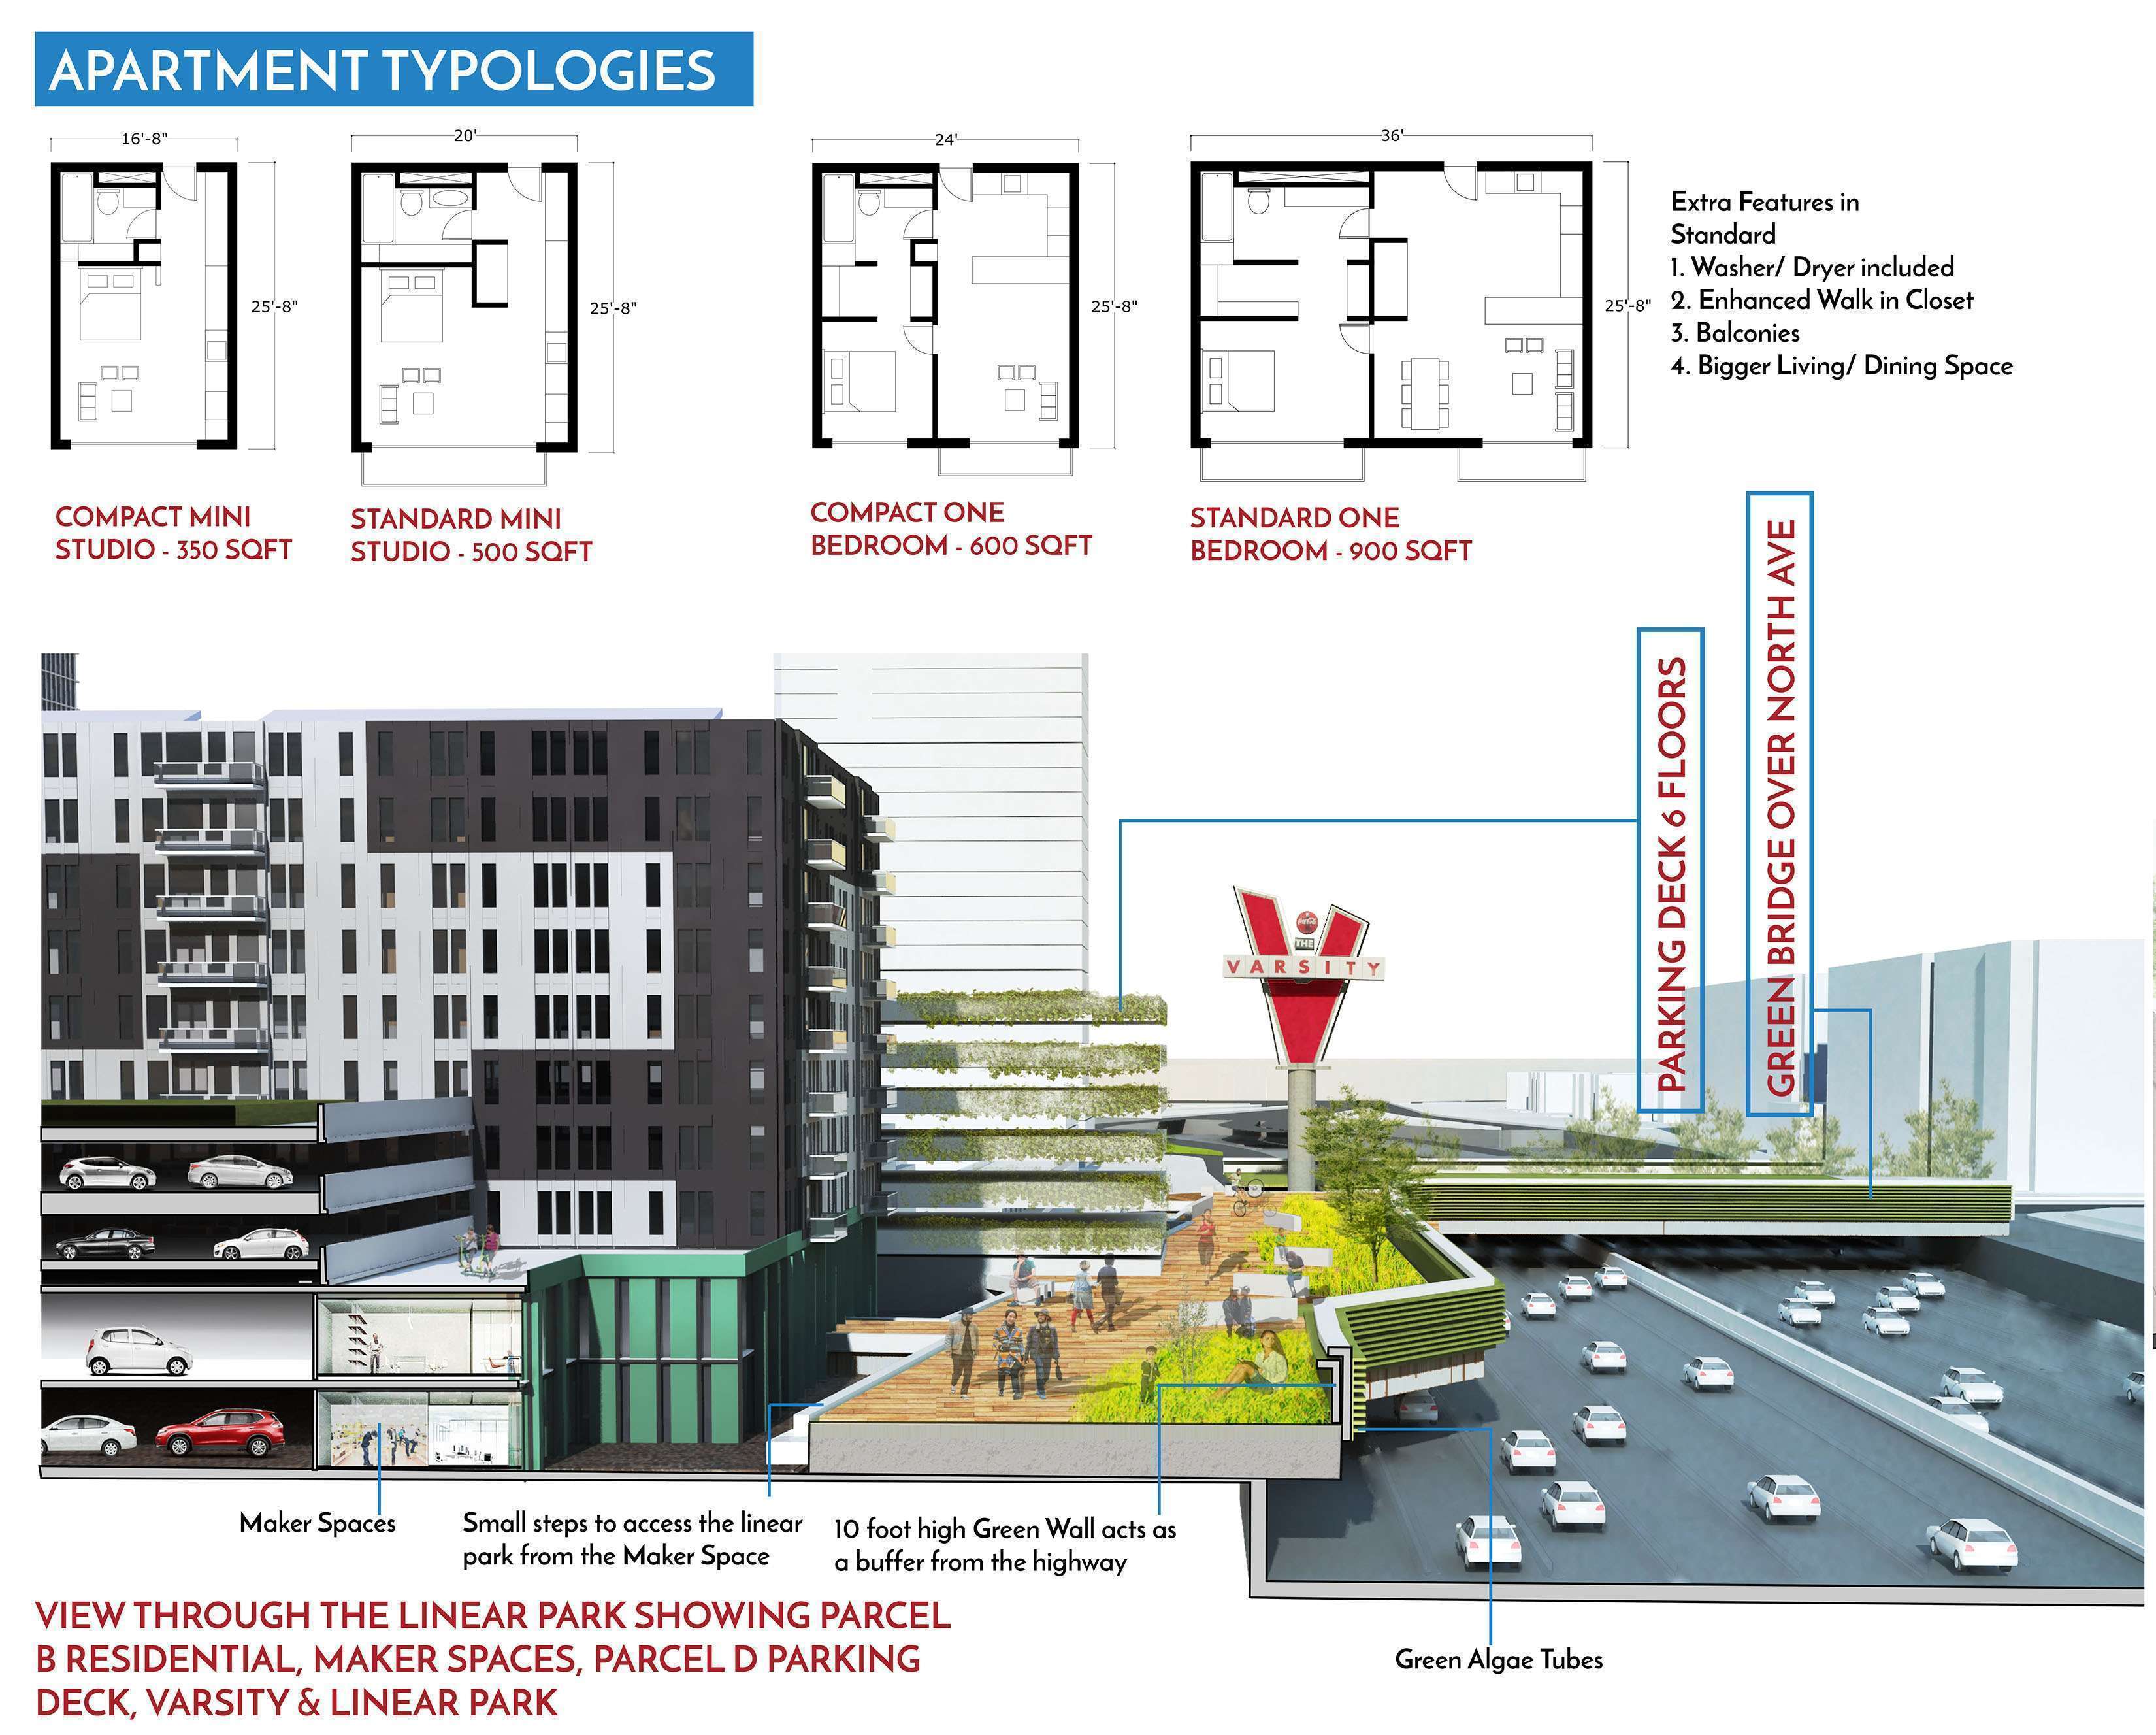 APARTMENT TYPOLOGIES
16'-8"
20'
24'
36'
25'-8"
25'-8"
25'-8"
25'-8"
Extra Features in
Standard
1. Washer/ Dryer included
2. Enhanced Walk in Closet
3. Balconies
4. Bigger Living/ Dining Space
COMPACT MINI
STUDIO - 350 SQFT
STANDARD MINI
STUDIO - 500 SQFT
COMPACT ONE
BEDROOM - 600 SQFT
STANDARD ONE
BEDROOM - 900 SQFT
PARKING DECK 6 FLOORS
GREEN BRIDGE OVER NORTH AVE
Coca-Cola
THE
VARSITY
Maker Spaces
Small steps to access the linear
park from the Maker Space
10 foot high Green Wall acts as
a buffer from the highway
Green Algae Tubes
VIEW THROUGH THE LINEAR PARK SHOWING PARCEL
B RESIDENTIAL, MAKER SPACES, PARCEL D PARKING
DECK, VARSITY & LINEAR PARK